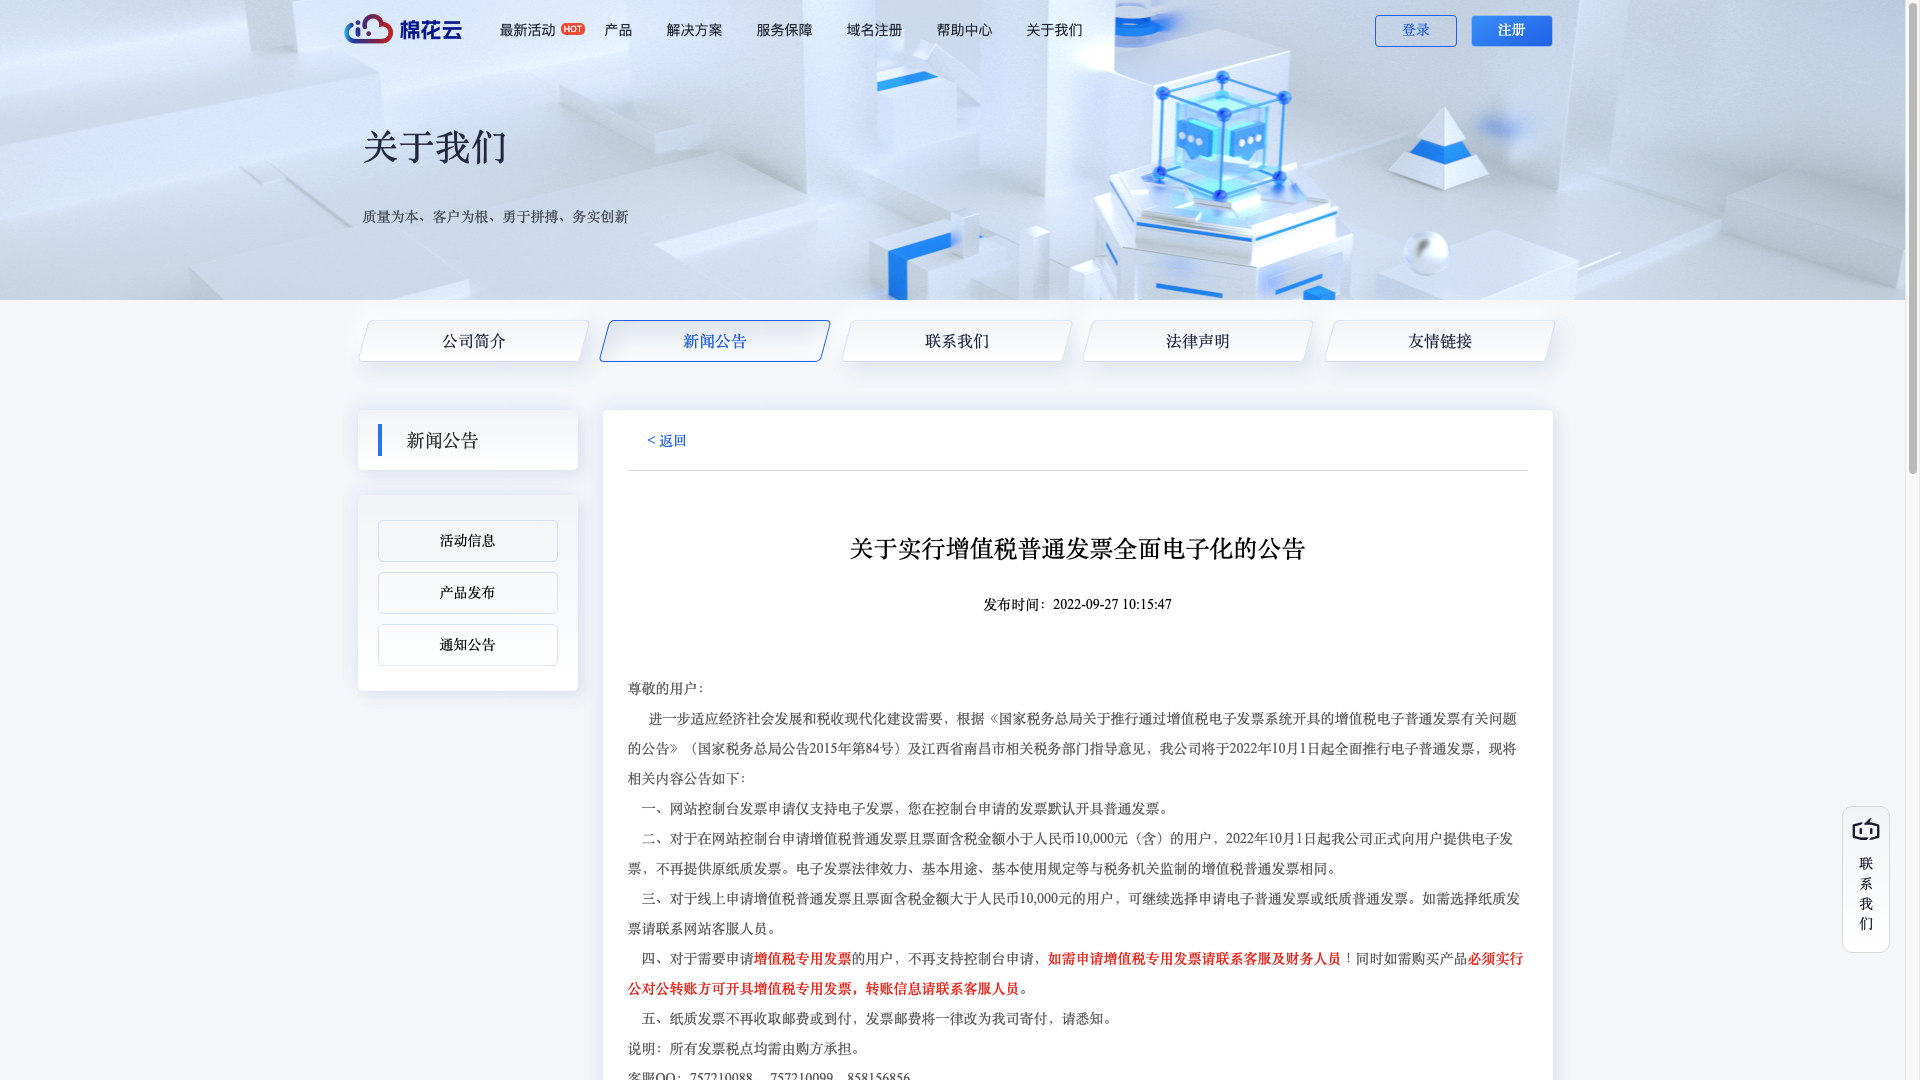 棉花云
最新活动 HOT 产品 解决方案 服务保障 域名注册 帮助中心 关于我们 登录 注册
关于我们
质量为本、客户为根、勇于拼搏、务实创新
公司简介 新闻公告 联系我们 法律声明 友情链接
新闻公告
活动信息
产品发布
通知公告
< 返回
关于实行增值税普通发票全面电子化的公告
发布时间：2022-09-27 10:15:47
尊敬的用户：
进一步适应经济社会发展和税收现代化建设需要，根据《国家税务总局关于推行通过增值税电子发票系统开具的增值税电子普通发票有关问题
的公告》（国家税务总局公告2015年第84号）及江西省南昌市相关税务部门指导意见，我公司将于2022年10月1日起全面推行电子普通发票，现将
相关内容公告如下：
一、网站控制台发票申请仅支持电子发票，您在控制台申请的发票默认开具普通发票。
二、对于在网站控制台申请增值税普通发票且票面含税金额小于人民币10,000元（含）的用户，2022年10月1日起我公司正式向用户提供电子发
票，不再提供原纸质发票。电子发票法律效力、基本用途、基本使用规定等与税务机关监制的增值税普通发票相同。
三、对于线上申请增值税普通发票且票面含税金额大于人民币10,000元的用户，可继续选择申请电子普通发票或纸质普通发票。如需选择纸质发
票请联系网站客服人员。
四、对于需要申请增值税专用发票的用户，不再支持控制台申请，如需申请增值税专用发票请联系客服及财务人员！同时如需购买产品必须实行
公对公转账方可开具增值税专用发票，转账信息请联系客服人员。
五、纸质发票不再收取邮费或到付，发票邮费将一律改为我司寄付，请悉知。
说明：所有发票税点均需由购方承担。
客服QQ：757210088 、757210099、858156856
联
系
我
们